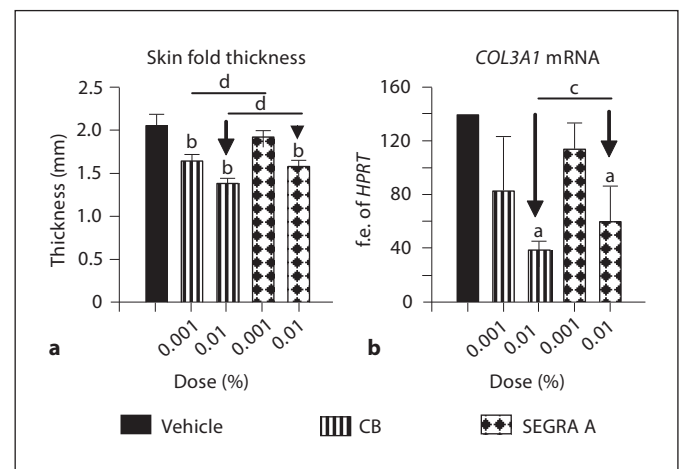 Skin fold thickness
d
d
2.5
2.0
1.5
1.0
0.5
0
Thickness (mm)
b
b
b
0.001
0.01
0.001
0.01
a
Dose (%)
COL3A1 mRNA
c
160
120
80
40
0
f.e. of HPRT
a
a
0.001
0.01
0.001
0.01
b
Dose (%)
Vehicle
CB
SEGRA A